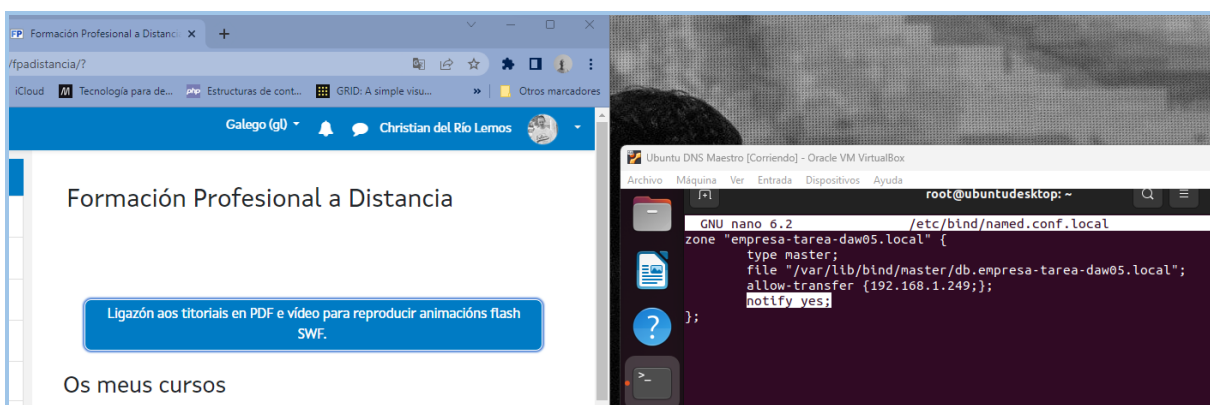 FP Formación Profesional a Distanci
/fpadistancia/?
iCloud Tecnología para de... php Estructuras de cont... GRID: A simple visu... » Otros marcadores
Galego (gl) Christian del Río Lemos
Formación Profesional a Distancia
Ligazón aos titoriais en PDF e vídeo para reproducir animacións flash
SWF.
Os meus cursos
Ubuntu DNS Maestro [Corriendo] - Oracle VM VirtualBox
Archivo Máquina Ver Entrada Dispositivos Ayuda
root@ubuntudesktop: ~
GNU nano 6.2 /etc/bind/named.conf.local
zone "empresa-tarea-daw05.local" {
type master;
file "/var/lib/bind/master/db.empresa-tarea-daw05.local";
allow-transfer {192.168.1.249;};
notify yes;
};